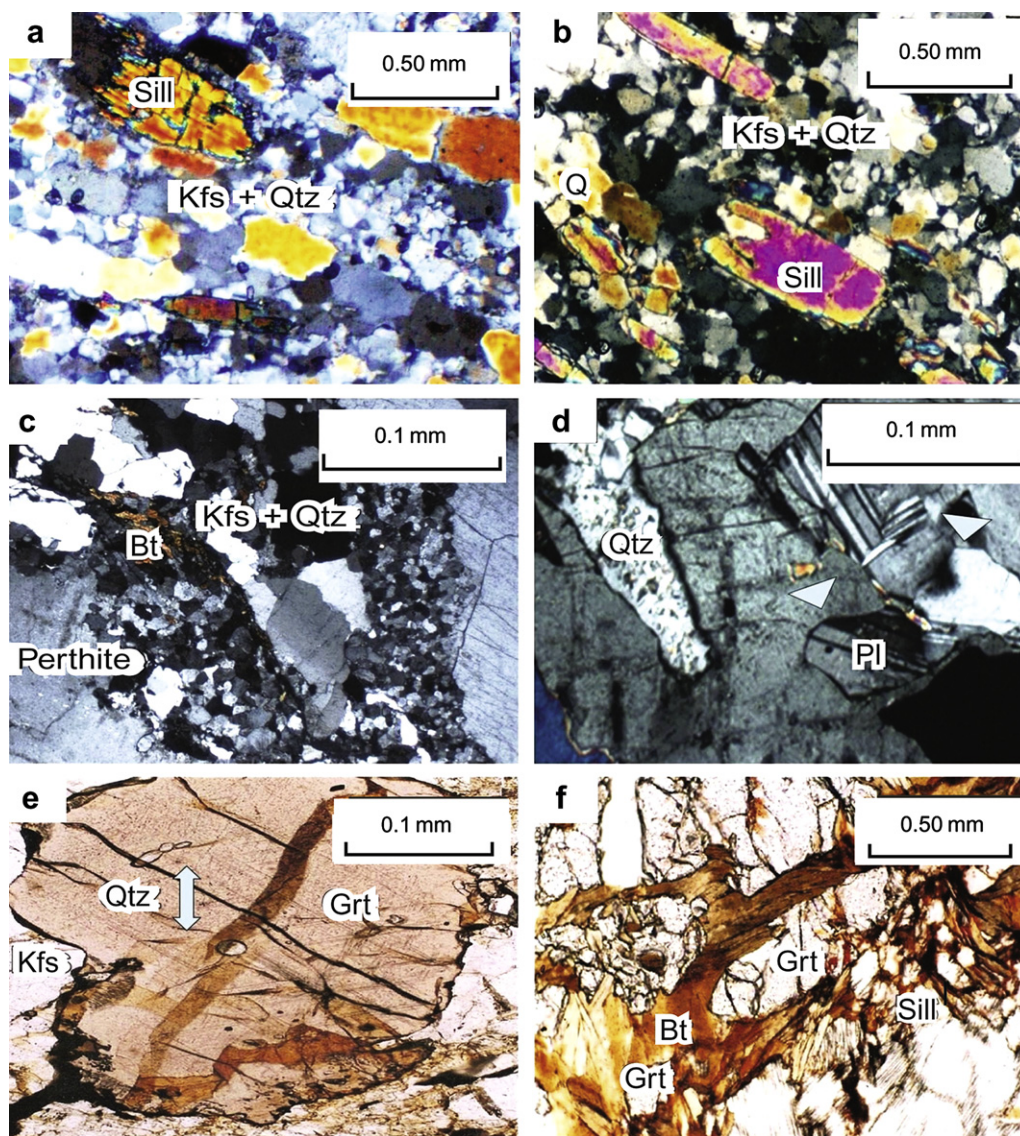 a
0.50 mm
Sill
Kfs + Qtz
b
0.50 mm
Kfs + Qtz
Q
Sill
c
0.1 mm
Kfs + Qtz
Bt
Perthite
d
0.1 mm
Qtz
Pl
e
0.1 mm
Qtz
Grt
Kfs
f
0.50 mm
Grt
Sill
Bt
Grt